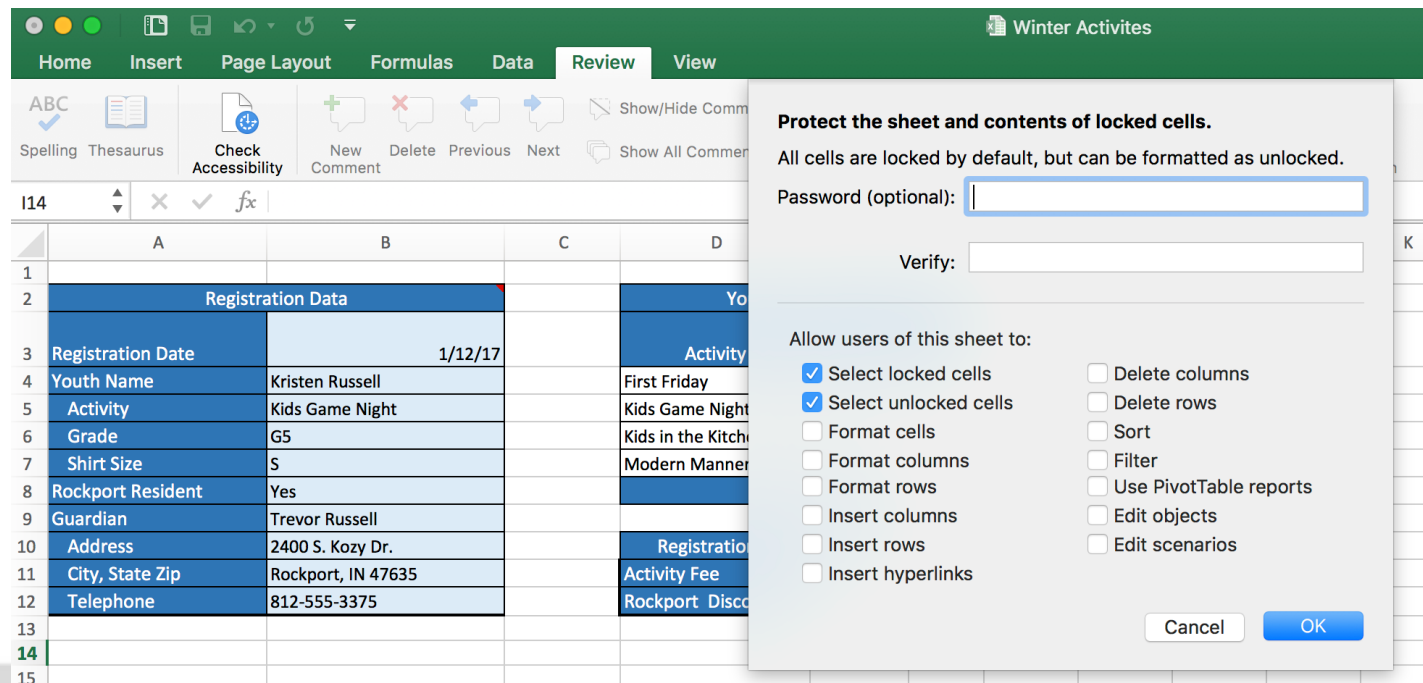 Winter Activites
Home Insert Page Layout Formulas Data Review View
ABC
Spelling Thesaurus Check Accessibility New Comment Delete Previous Next Show/Hide Comm
Show All Commen
I14 fx
A B C D K
1
2 Registration Data Yo
3 Registration Date 1/12/17 Activity
4 Youth Name Kristen Russell First Friday
5 Activity Kids Game Night Kids Game Night
6 Grade G5 Kids in the Kitch
7 Shirt Size S Modern Manner
8 Rockport Resident Yes
9 Guardian Trevor Russell
10 Address 2400 S. Kozy Dr. Registration
11 City, State Zip Rockport, IN 47635 Activity Fee
12 Telephone 812-555-3375 Rockport Disco
13
14
15
Protect the sheet and contents of locked cells.
All cells are locked by default, but can be formatted as unlocked.
Password (optional):
Verify:
Allow users of this sheet to:
Select locked cells Delete columns
Select unlocked cells Delete rows
Format cells Sort
Format columns Filter
Format rows Use PivotTable reports
Insert columns Edit objects
Insert rows Edit scenarios
Insert hyperlinks
Cancel OK